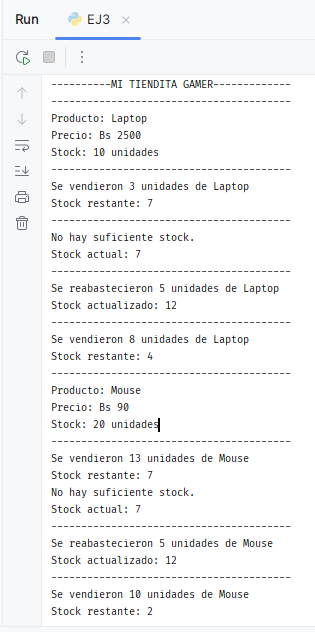 Run EJ3
----------MI TIENDITA GAMER-------------
----------------------------------------
Producto: Laptop
Precio: Bs 2500
Stock: 10 unidades
----------------------------------------
Se vendieron 3 unidades de Laptop
Stock restante: 7
----------------------------------------
No hay suficiente stock.
Stock actual: 7
----------------------------------------
Se reabastecieron 5 unidades de Laptop
Stock actualizado: 12
----------------------------------------
Se vendieron 8 unidades de Laptop
Stock restante: 4
----------------------------------------
Producto: Mouse
Precio: Bs 90
Stock: 20 unidades
----------------------------------------
Se vendieron 13 unidades de Mouse
Stock restante: 7
No hay suficiente stock.
Stock actual: 7
----------------------------------------
Se reabastecieron 5 unidades de Mouse
Stock actualizado: 12
----------------------------------------
Se vendieron 10 unidades de Mouse
Stock restante: 2